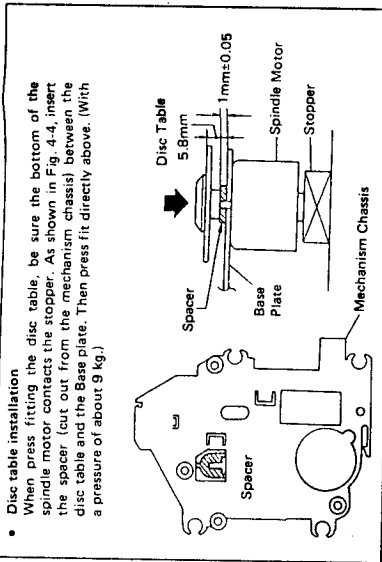 • Disc table installation
When press fitting the disc table, be sure the bottom of the
spindle motor contacts the stopper. As shown in Fig. 4-4, insert
the spacer (cut out from the mechanism chassis) between the
disc table and the Base plate. Then press fit directly above. (With
a pressure of about 9 kg.)
Disc Table
5.8mm
1mm±0.05
Spacer
Base
Plate
Spindle Motor
Stopper
Spacer
Mechanism Chassis